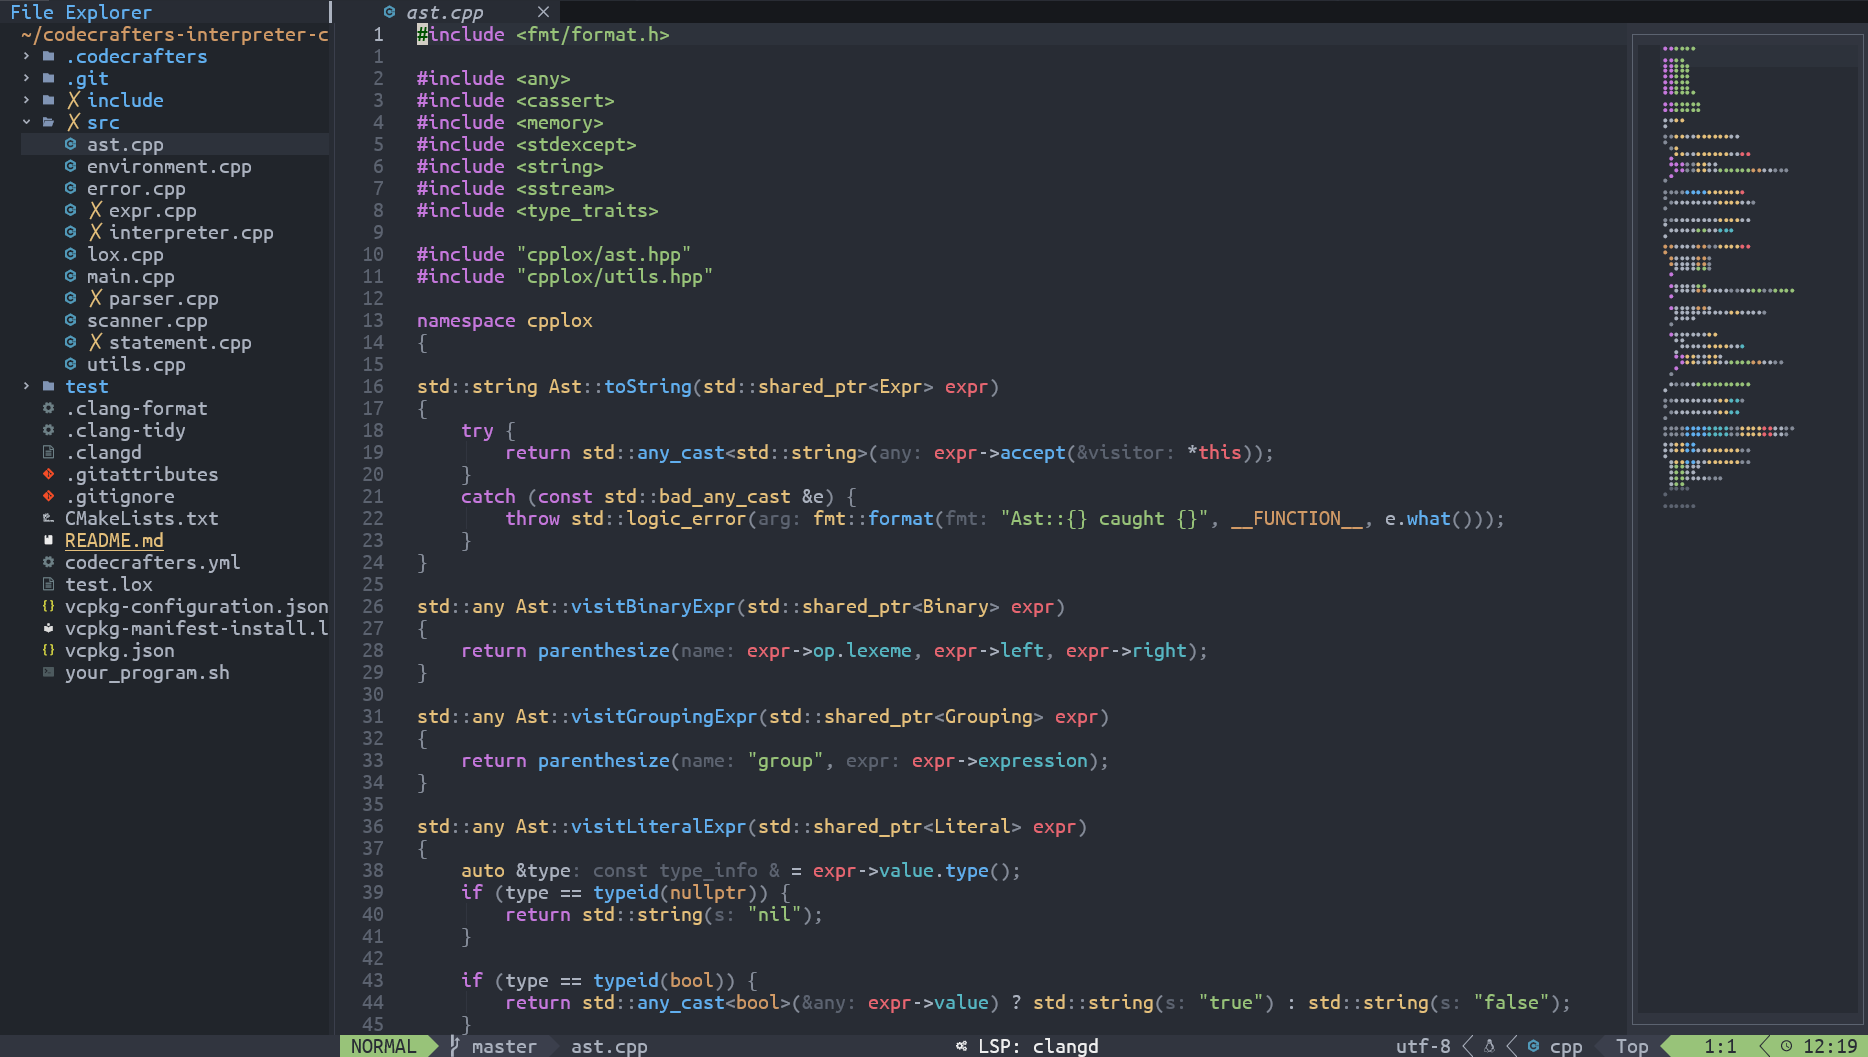 File Explorer
~/codecrafters-interpreter-c
.codecrafters
.git
include
src
ast.cpp
environment.cpp
error.cpp
expr.cpp
interpreter.cpp
lox.cpp
main.cpp
parser.cpp
scanner.cpp
statement.cpp
utils.cpp
test
.clang-format
.clang-tidy
.clangd
.gitattributes
.gitignore
CMakeLists.txt
README.md
codecrafters.yml
test.lox
vcpkg-configuration.json
vcpkg-manifest-install.l
vcpkg.json
your_program.sh
ast.cpp
1 #include <fmt/format.h>
1
2 #include <any>
3 #include <cassert>
4 #include <memory>
5 #include <stdexcept>
6 #include <string>
7 #include <sstream>
8 #include <type_traits>
9
10 #include "cpplox/ast.hpp"
11 #include "cpplox/utils.hpp"
12
13 namespace cpplox
14 {
15
16 std::string Ast::toString(std::shared_ptr<Expr> expr)
17 {
18     try {
19         return std::any_cast<std::string>(any: expr->accept(&visitor: *this));
20     }
21     catch (const std::bad_any_cast &e) {
22         throw std::logic_error(arg: fmt::format(fmt: "Ast::{} caught {}", __FUNCTION__, e.what()));
23     }
24 }
25
26 std::any Ast::visitBinaryExpr(std::shared_ptr<Binary> expr)
27 {
28     return parenthesize(name: expr->op.lexeme, expr->left, expr->right);
29 }
30
31 std::any Ast::visitGroupingExpr(std::shared_ptr<Grouping> expr)
32 {
33     return parenthesize(name: "group", expr: expr->expression);
34 }
35
36 std::any Ast::visitLiteralExpr(std::shared_ptr<Literal> expr)
37 {
38     auto &type: const type_info & = expr->value.type();
39     if (type == typeid(nullptr)) {
40         return std::string(s: "nil");
41     }
42
43     if (type == typeid(bool)) {
44         return std::any_cast<bool>(&any: expr->value) ? std::string(s: "true") : std::string(s: "false");
45     }
NORMAL master ast.cpp LSP: clangd utf-8 cpp Top 1:1 12:19